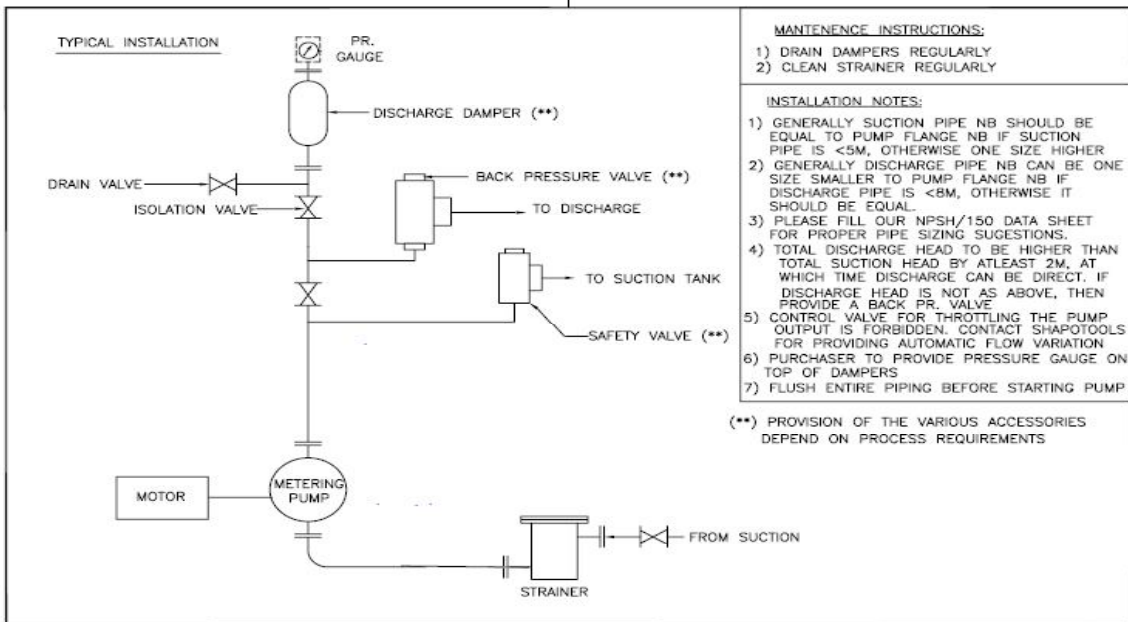 TYPICAL INSTALLATION
PR.
GAUGE
DISCHARGE DAMPER (**)
DRAIN VALVE
ISOLATION VALVE
BACK PRESSURE VALVE (**)
TO DISCHARGE
TO SUCTION TANK
SAFETY VALVE (**)
METERING
PUMP
MOTOR
FROM SUCTION
STRAINER
MANTENENCE INSTRUCTIONS:
1) DRAIN DAMPERS REGULARLY
2) CLEAN STRAINER REGULARLY
INSTALLATION NOTES:
1) GENERALLY SUCTION PIPE NB SHOULD BE
EQUAL TO PUMP FLANGE NB IF SUCTION
PIPE IS <5M, OTHERWISE ONE SIZE HIGHER
2) GENERALLY DISCHARGE PIPE NB CAN BE ONE
SIZE SMALLER TO PUMP FLANGE NB IF
DISCHARGE PIPE IS <8M, OTHERWISE IT
SHOULD BE EQUAL.
3) PLEASE FILL OUR NPSH/150 DATA SHEET
FOR PROPER PIPE SIZING SUGESTIONS.
4) TOTAL DISCHARGE HEAD TO BE HIGHER THAN
TOTAL SUCTION HEAD BY ATLEAST 2M, AT
WHICH TIME DISCHARGE CAN BE DIRECT. IF
DISCHARGE HEAD IS NOT AS ABOVE, THEN
PROVIDE A BACK PR. VALVE
5) CONTROL VALVE FOR THROTTLING THE PUMP
OUTPUT IS FORBIDDEN. CONTACT SHAPOTOOLS
FOR PROVIDING AUTOMATIC FLOW VARIATION
6) PURCHASER TO PROVIDE PRESSURE GAUGE ON
TOP OF DAMPERS
7) FLUSH ENTIRE PIPING BEFORE STARTING PUMP
(**) PROVISION OF THE VARIOUS ACCESSORIES
DEPEND ON PROCESS REQUIREMENTS